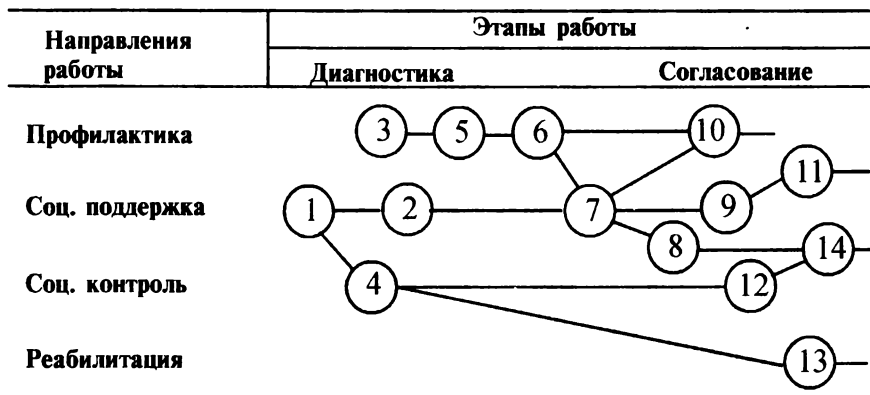 Направления
работы
Этапы работы
Диагностика Согласование
Профилактика 3 5 6 10
11
Соц. поддержка 1 2 7 9
8 14
Соц. контроль 4 12
Реабилитация 13